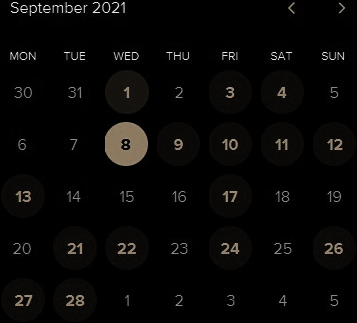 September 2021
MON TUE WED THU FRI SAT SUN
30 31 1 2 3 4 5
6 7 8 9 10 11 12
13 14 15 16 17 18 19
20 21 22 23 24 25 26
27 28 1 2 3 4 5